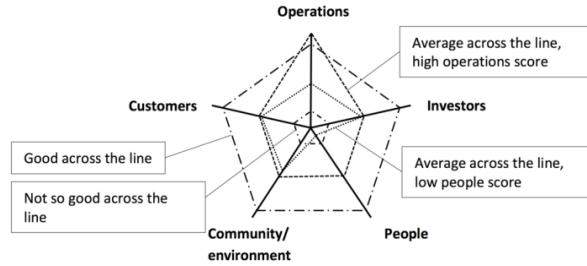 Operations
Average across the line,
high operations score
Customers
Investors
Good across the line
Average across the line,
low people score
Not so good across the
line
Community/
environment
People